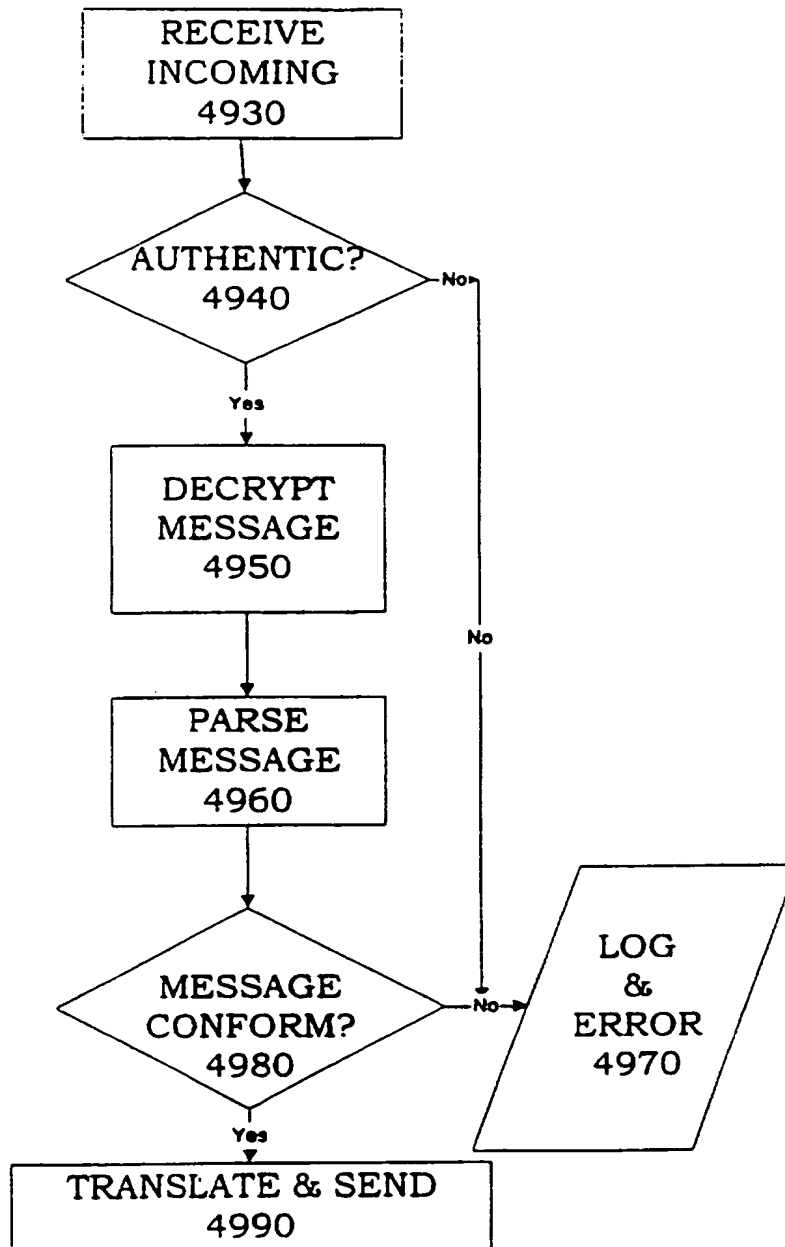 RECEIVE
INCOMING
4930
AUTHENTIC?
4940
No
Yes
DECRYPT
MESSAGE
4950
No
PARSE
MESSAGE
4960
MESSAGE
CONFORM?
4980
No
LOG
&
ERROR
4970
Yes
TRANSLATE & SEND
4990